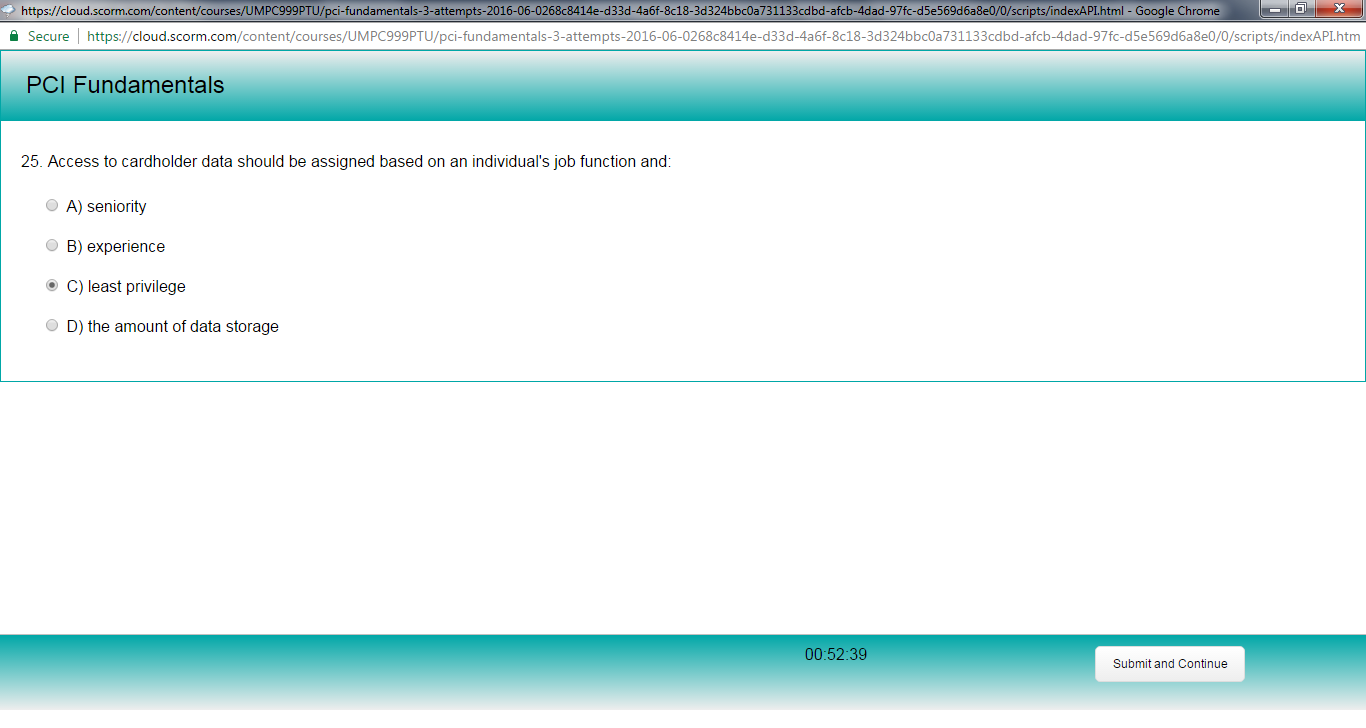 https://cloud.scorm.com/content/courses/UMPC999PTU/pci-fundamentals-3-attempts-2016-06-0268c8414e-d33d-4a6f-8c18-3d324bbc0a731133cdbd-afcb-4dad-97fc-d5e569d6a8e0/0/scripts/indexAPI.html - Google Chrome
Secure https://cloud.scorm.com/content/courses/UMPC999PTU/pci-fundamentals-3-attempts-2016-06-0268c8414e-d33d-4a6f-8c18-3d324bbc0a731133cdbd-afcb-4dad-97fc-d5e569d6a8e0/0/scripts/indexAPI.htm
PCI Fundamentals
25. Access to cardholder data should be assigned based on an individual's job function and:
A) seniority
B) experience
C) least privilege
D) the amount of data storage
00:52:39
Submit and Continue